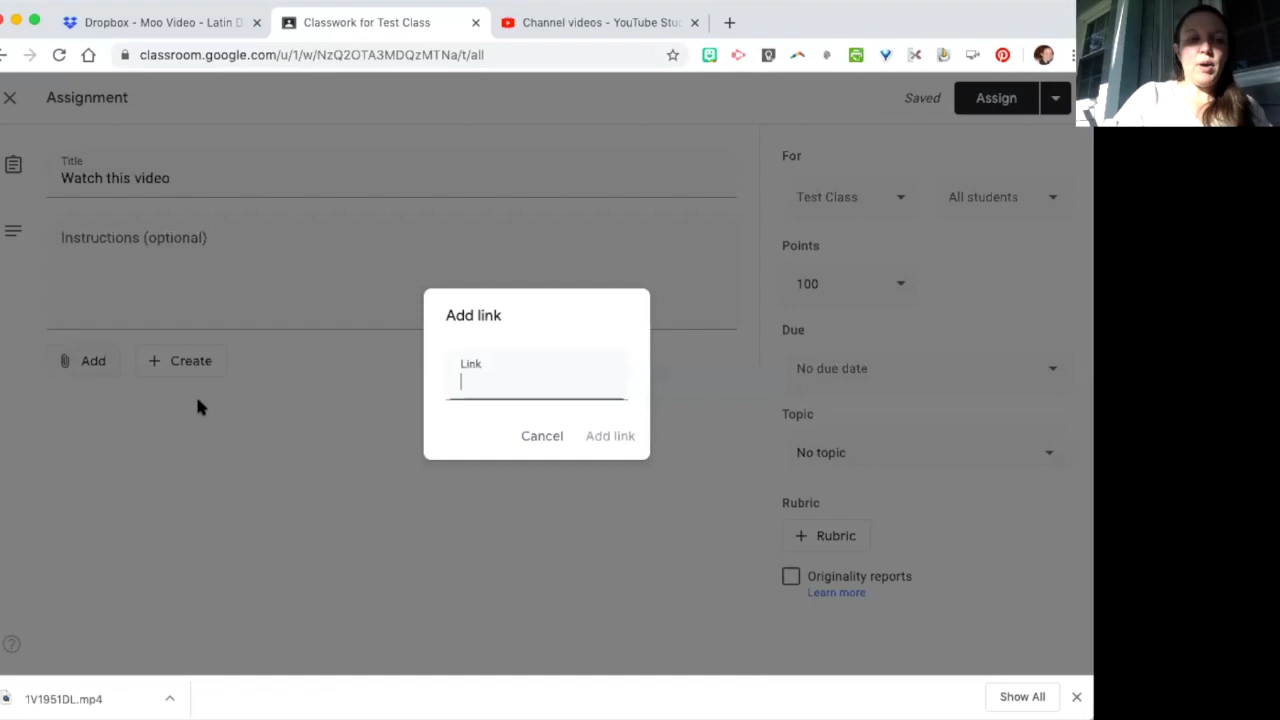 Dropbox - Moo Video - Latin D
Classwork for Test Class
Channel videos - YouTube Stu
classroom.google.com/u/1/w/NzQ2OTA3MDQzMTNa/t/all
Assignment
Saved
Assign
Title
Watch this video
Instructions (optional)
Add
Create
For
Test Class
All students
Points
100
Due
No due date
Topic
No topic
Rubric
Rubric
Originality reports
Learn more
Add link
Link
Cancel
Add link
1V1951DL.mp4
Show All